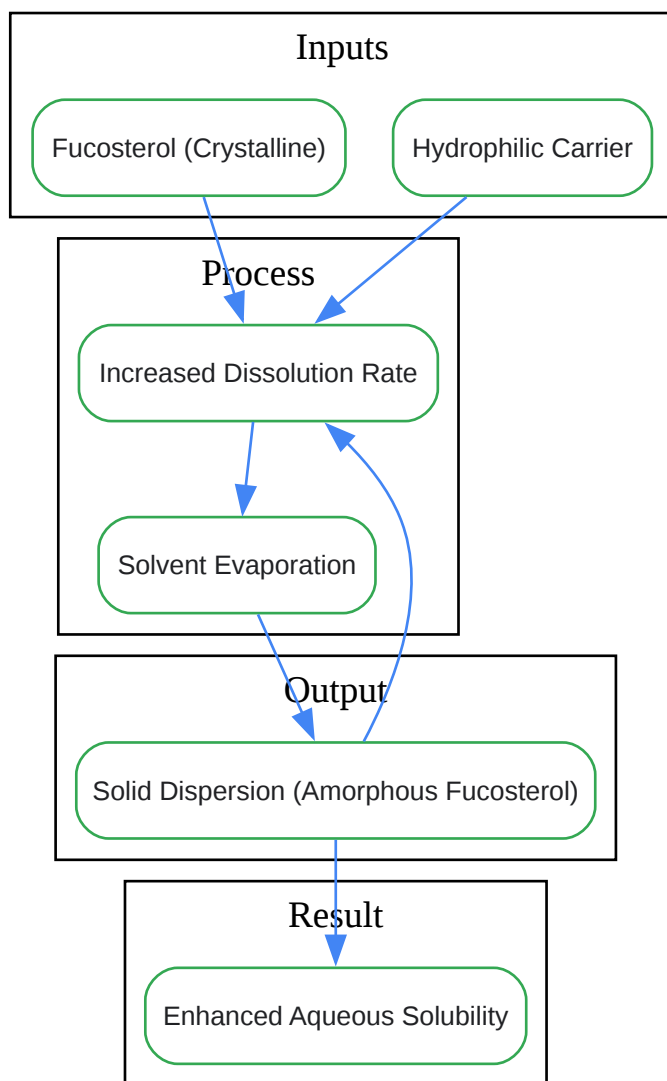 Inputs
Fucosterol (Crystalline)
Hydrophilic Carrier
Process
Increased Dissolution Rate
Solvent Evaporation
Output
Solid Dispersion (Amorphous Fucosterol)
Result
Enhanced Aqueous Solubility